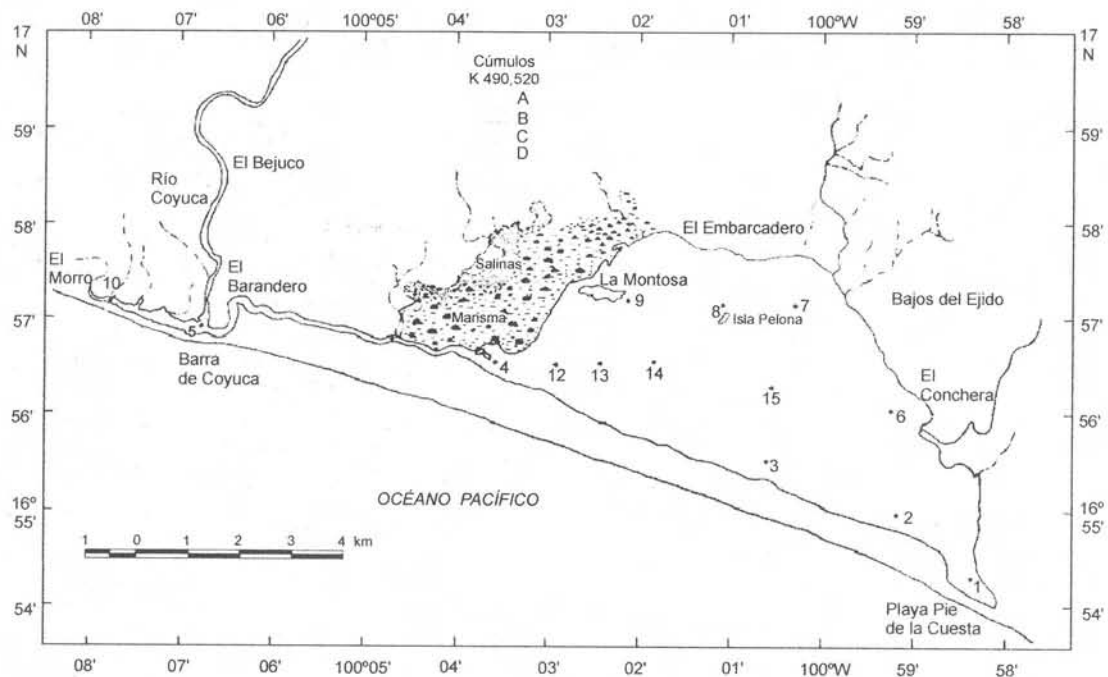 08' 07' 06' 100º05' 04' 03' 02' 01' 100ºW 59' 58'
17
N
17
N
Cúmulos
K 490,520
A
B
C
D
59'
59'
El Bejuco
Río
Coyuca
58'
58'
El Embarcadero
El
Morro
10
El
Barandero
Salinas
La Montosa
9
Bajos del Ejido
57'
57'
5
Marisma
8
Isla Pelona
7
Barra
de Coyuca
4
12
13
14
El
Conchera
15
6
56'
56'
3
OCÉANO PACÍFICO
16º
55'
16º
55'
2
1 0 1 2 3 4 km
1
54'
54'
Playa Pie
de la Cuesta
08' 07' 06' 100º05' 04' 03' 02' 01' 100ºW 59' 58'